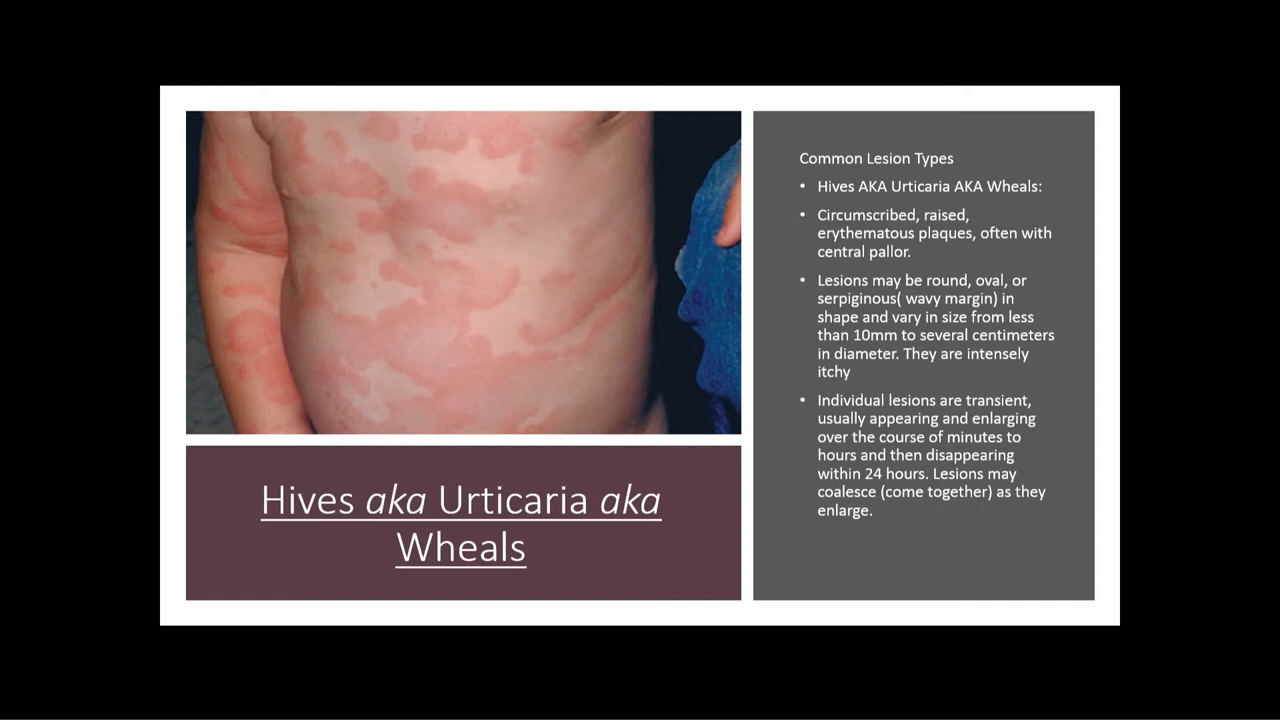 Hives aka Urticaria aka
Wheals
Common Lesion Types
• Hives AKA Urticaria AKA Wheals:
• Circumscribed, raised,
erythematous plaques, often with
central pallor.
• Lesions may be round, oval, or
serpiginous( wavy margin) in
shape and vary in size from less
than 10mm to several centimeters
in diameter. They are intensely
itchy
• Individual lesions are transient,
usually appearing and enlarging
over the course of minutes to
hours and then disappearing
within 24 hours. Lesions may
coalesce (come together) as they
enlarge.